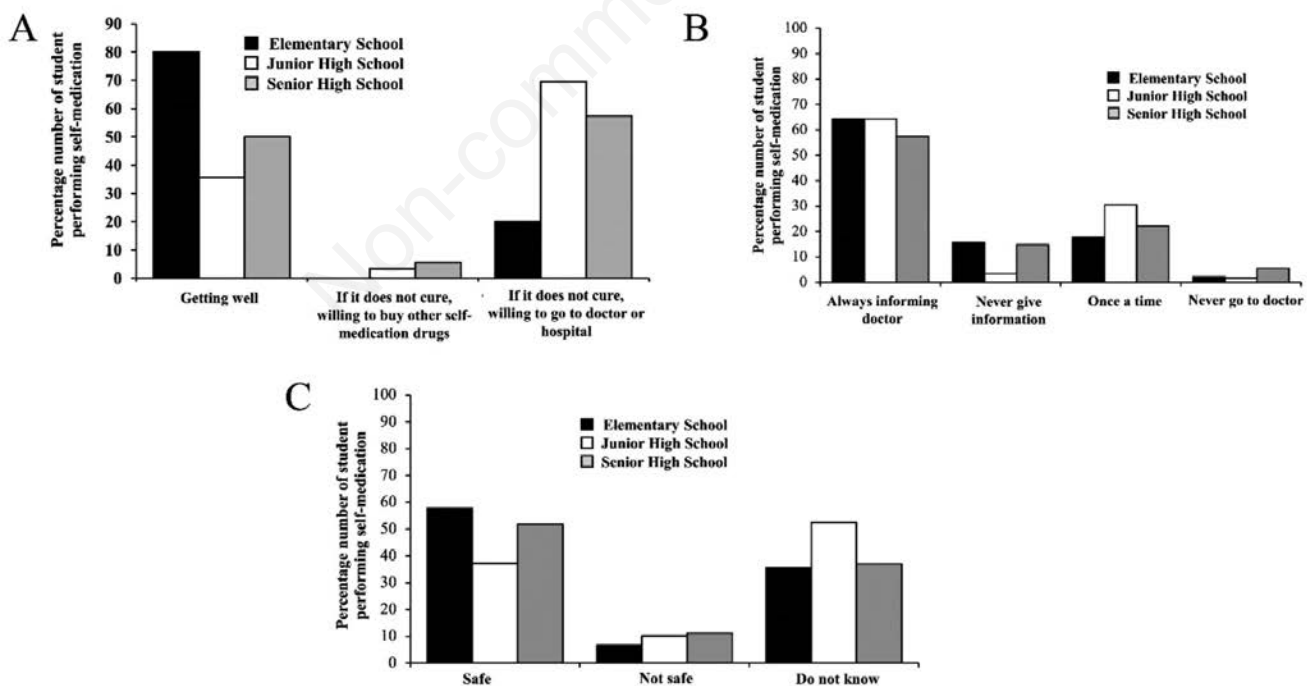 A
Percentage number of student
performing self-medication
90
80
70
60
50
40
30
20
10
0
Elementary School
Junior High School
Senior High School
Getting well
If it does not cure,
willing to buy other self-
medication drugs
If it does not cure,
willing to go to doctor or
hospital
B
Percentage number of student
performing self-medication
100
90
80
70
60
50
40
30
20
10
0
Elementary School
Junior High School
Senior High School
Always informing
doctor
Never give
information
Once a time
Never go to doctor
C
Percentage number of student
performing self-medication
100
90
80
70
60
50
40
30
20
10
0
Elementary School
Junior High School
Senior High School
Safe
Not safe
Do not know